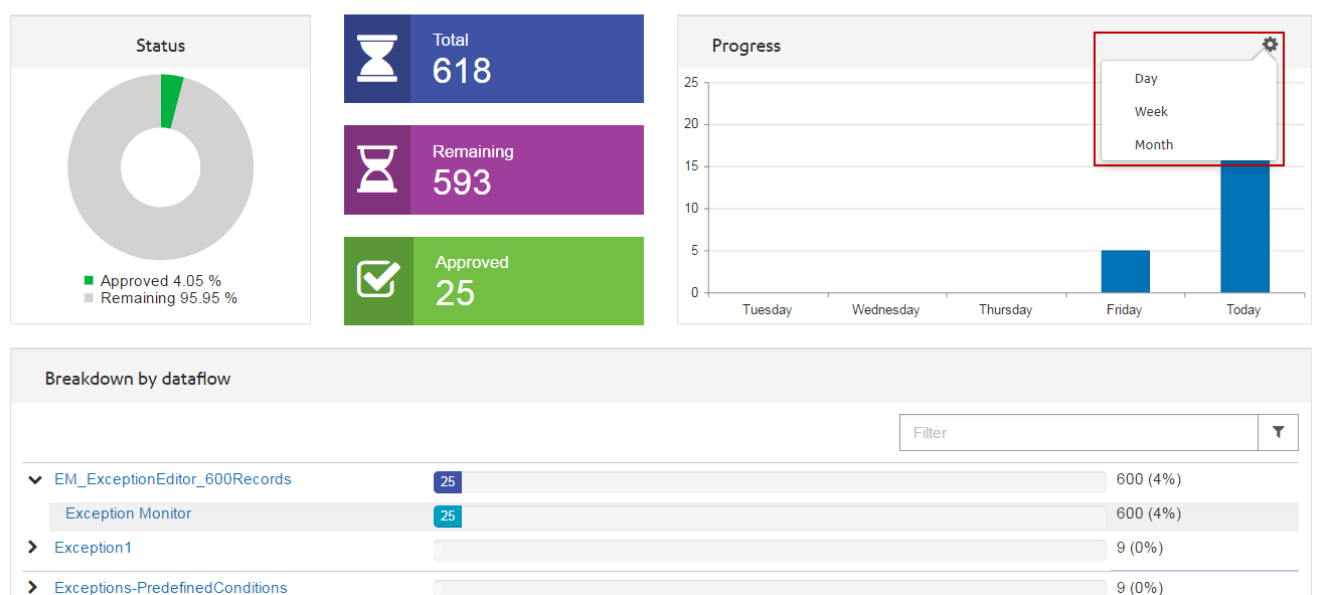 Status
Approved 4.05 %
Remaining 95.95 %
Total
618
Remaining
593
Approved
25
Progress
Day
Week
Month
25
20
15
10
5
0
Tuesday Wednesday Thursday Friday Today
Breakdown by dataflow
Filter
EM_ExceptionEditor_600Records 25 600 (4%)
Exception Monitor 25 600 (4%)
Exception1 0 9 (0%)
Exceptions-PredefinedConditions 9 (0%)